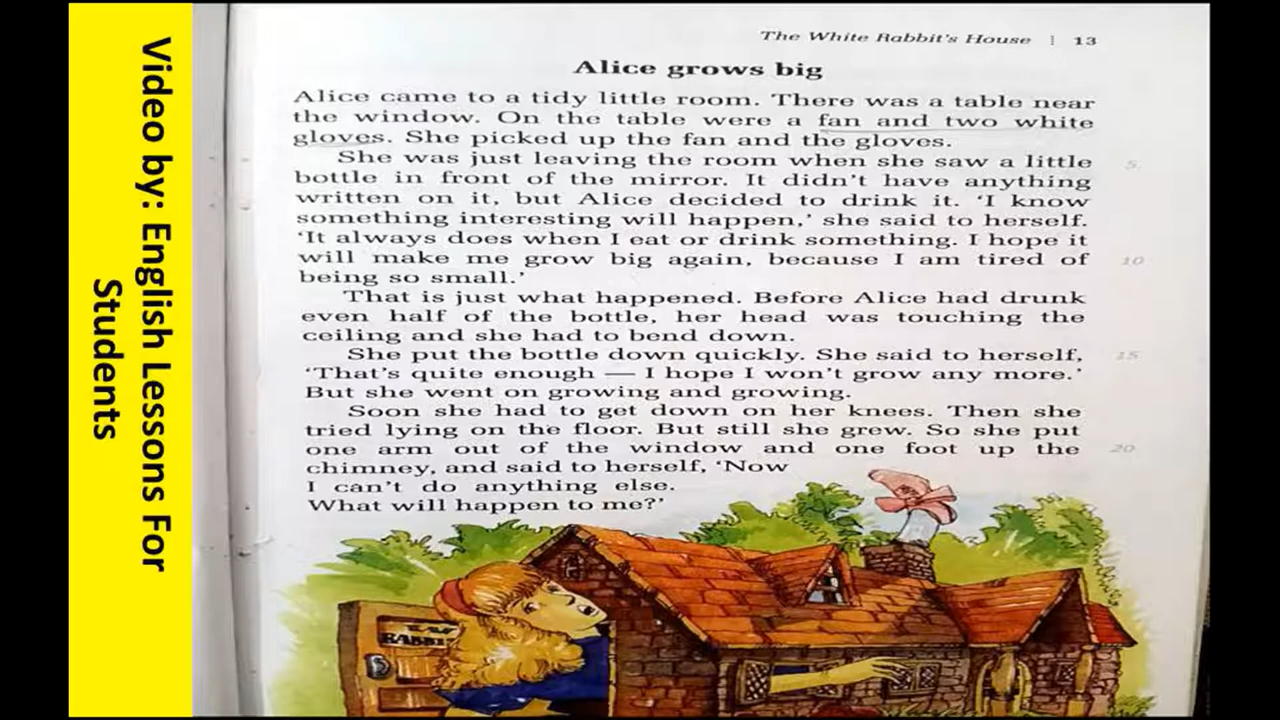 Video by: English Lessons For
Students
The White Rabbit's House ⁝ 13
Alice grows big
Alice came to a tidy little room. There was a table near
the window. On the table were a fan and two white
gloves. She picked up the fan and the gloves.
She was just leaving the room when she saw a little
5
bottle in front of the mirror. It didn't have anything
written on it, but Alice decided to drink it. 'I know
something interesting will happen,' she said to herself.
'It always does when I eat or drink something. I hope it
will make me grow big again, because I am tired of
10
being so small.'
That is just what happened. Before Alice had drunk
even half of the bottle, her head was touching the
ceiling and she had to bend down.
She put the bottle down quickly. She said to herself,
15
'That's quite enough — I hope I won't grow any more.'
But she went on growing and growing.
Soon she had to get down on her knees. Then she
tried lying on the floor. But still she grew. So she put
one arm out of the window and one foot up the
20
chimney, and said to herself, 'Now
I can't do anything else.
What will happen to me?'
RABBIT